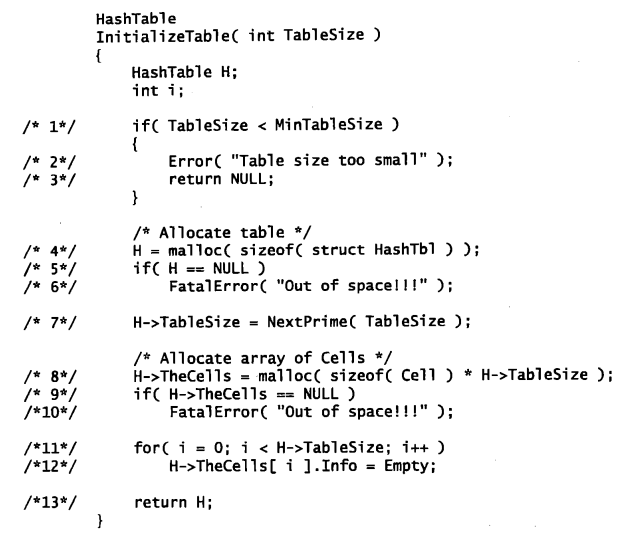 HashTable
InitializeTable( int TableSize )
{
HashTable H;
int i;
/* 1*/ if( TableSize < MinTableSize )
{
/* 2*/ Error( "Table size too small" );
/* 3*/ return NULL;
}
/* Allocate table */
/* 4*/ H = malloc( sizeof( struct HashTbl ) );
/* 5*/ if( H == NULL )
/* 6*/ FatalError( "Out of space!!!" );
/* 7*/ H->TableSize = NextPrime( TableSize );
/* Allocate array of Cells */
/* 8*/ H->TheCells = malloc( sizeof( Cell ) * H->TableSize );
/* 9*/ if( H->TheCells == NULL )
/*10*/ FatalError( "Out of space!!!" );
/*11*/ for( i = 0; i < H->TableSize; i++ )
/*12*/ H->TheCells[ i ].Info = Empty;
/*13*/ return H;
}